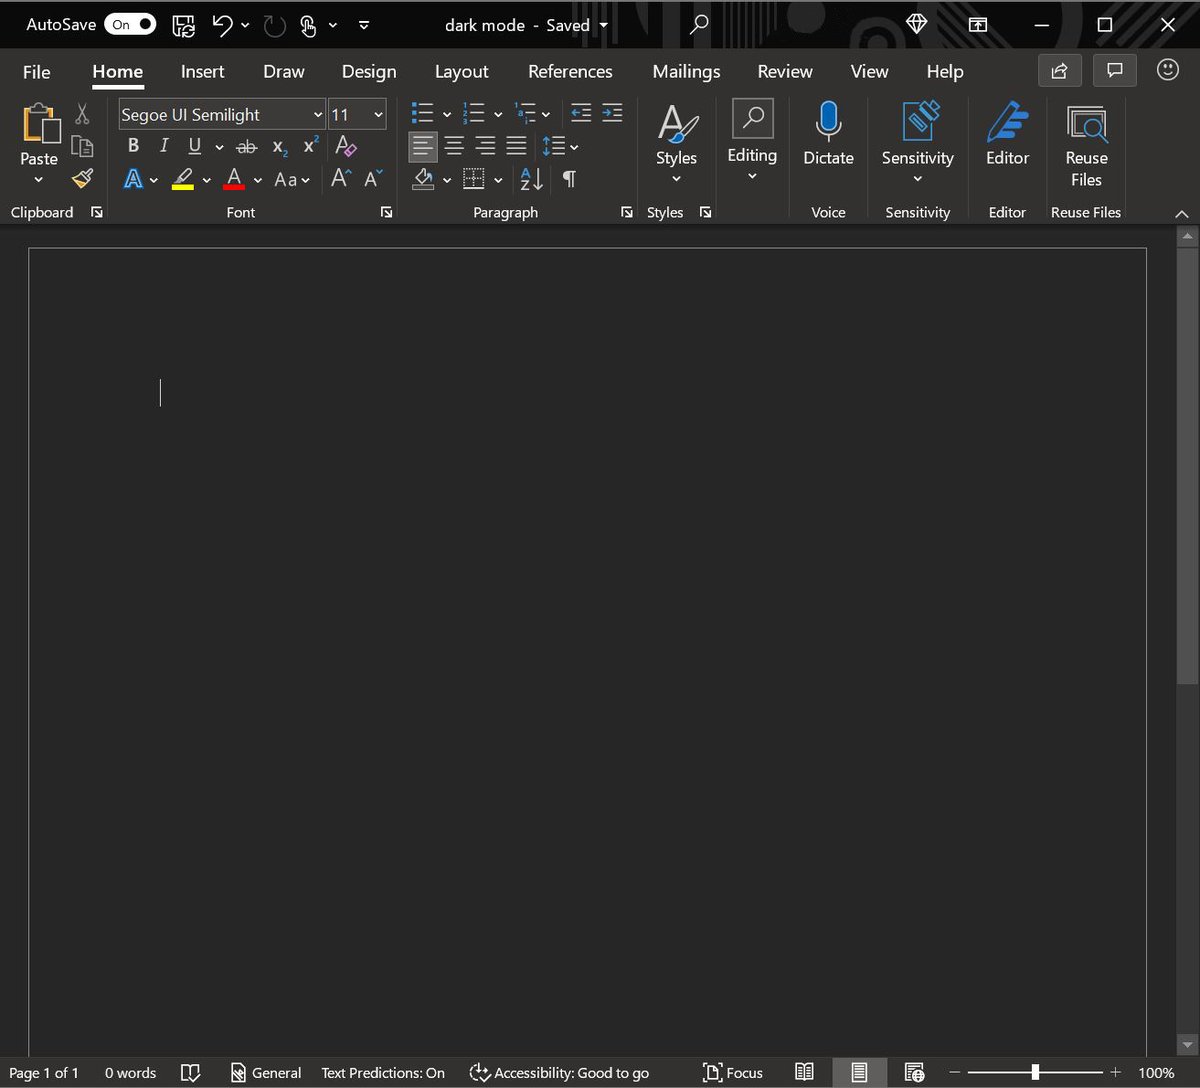 AutoSave On dark mode - Saved
File Home Insert Draw Design Layout References Mailings Review View Help
Segoe UI Semilight 11
B I U ab x₂ x² A
Paste Styles Editing Dictate Sensitivity Editor Reuse Files
A A Aa A A A Z
Clipboard Font Paragraph Styles Voice Sensitivity Editor Reuse Files
Page 1 of 1 0 words General Text Predictions: On Accessibility: Good to go Focus 100%